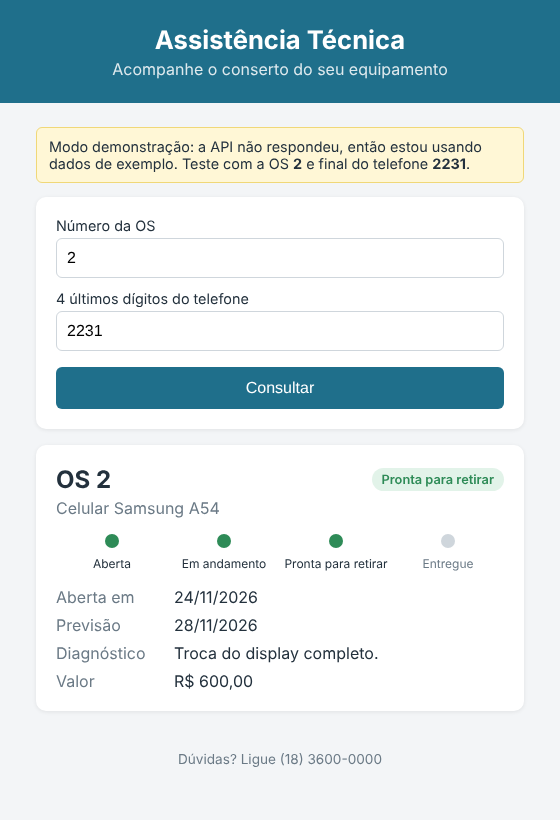 Assistência Técnica
Acompanhe o conserto do seu equipamento
Modo demonstração: a API não respondeu, então estou usando
dados de exemplo. Teste com a OS 2 e final do telefone 2231.
Número da OS
2
4 últimos dígitos do telefone
2231
Consultar
OS 2
Pronta para retirar
Celular Samsung A54
Aberta
Em andamento
Pronta para retirar
Entregue
Aberta em 24/11/2026
Previsão 28/11/2026
Diagnóstico Troca do display completo.
Valor R$ 600,00
Dúvidas? Ligue (18) 3600-0000